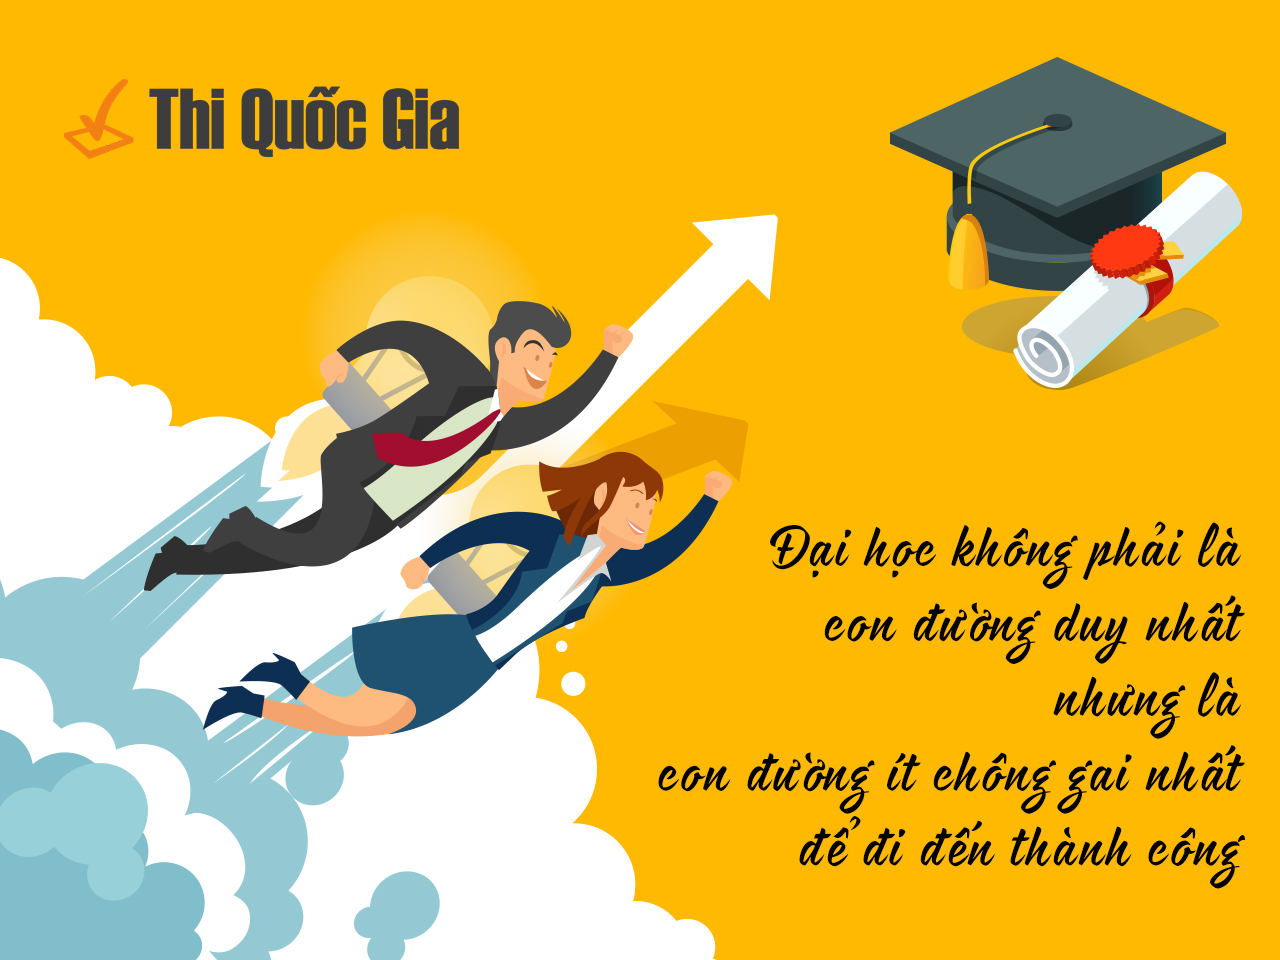 Thi Quốc Gia
Đại học không phải là
con đường duy nhất
nhưng là
con đường ít chông gai nhất
để đi đến thành công